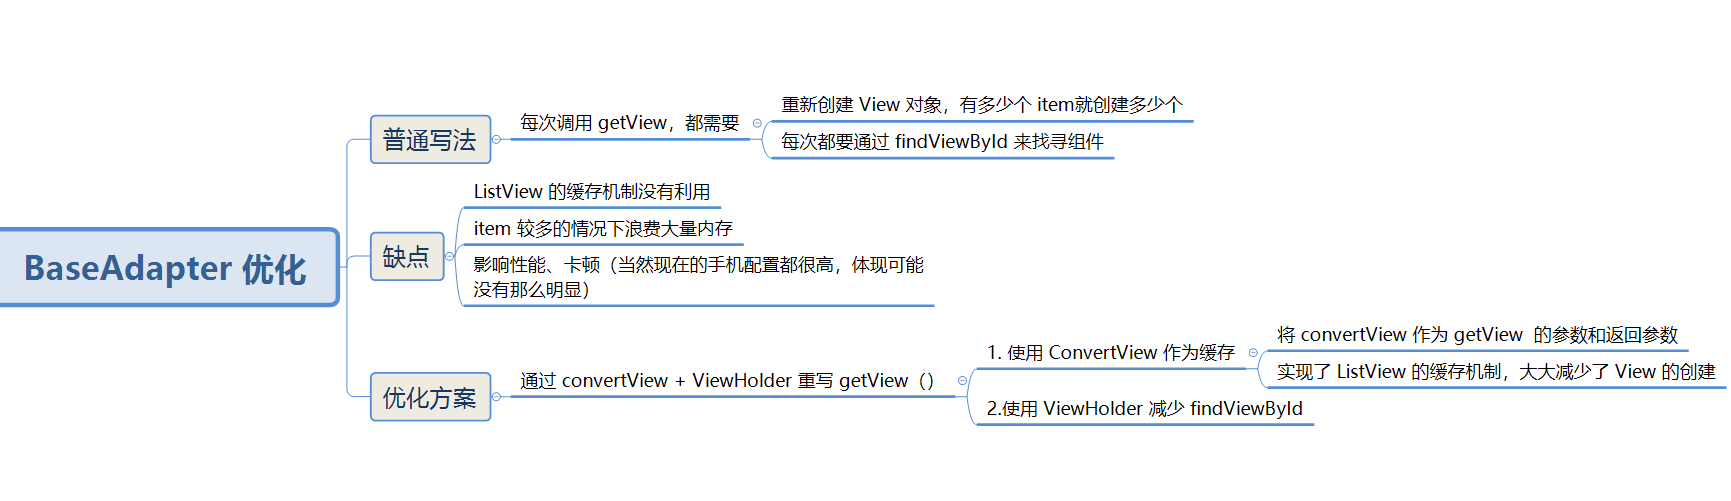 BaseAdapter 优化
普通写法
每次调用 getView，都需要
重新创建 View 对象，有多少个 item就创建多少个
每次都要通过 findViewById 来找寻组件
缺点
ListView 的缓存机制没有利用
item 较多的情况下浪费大量内存
影响性能、卡顿（当然现在的手机配置都很高，体现可能
没有那么明显）
优化方案
通过 convertView + ViewHolder 重写 getView（）
1. 使用 ConvertView 作为缓存
将 convertView 作为 getView  的参数和返回参数
实现了 ListView 的缓存机制，大大减少了 View 的创建
2.使用 ViewHolder 减少 findViewById